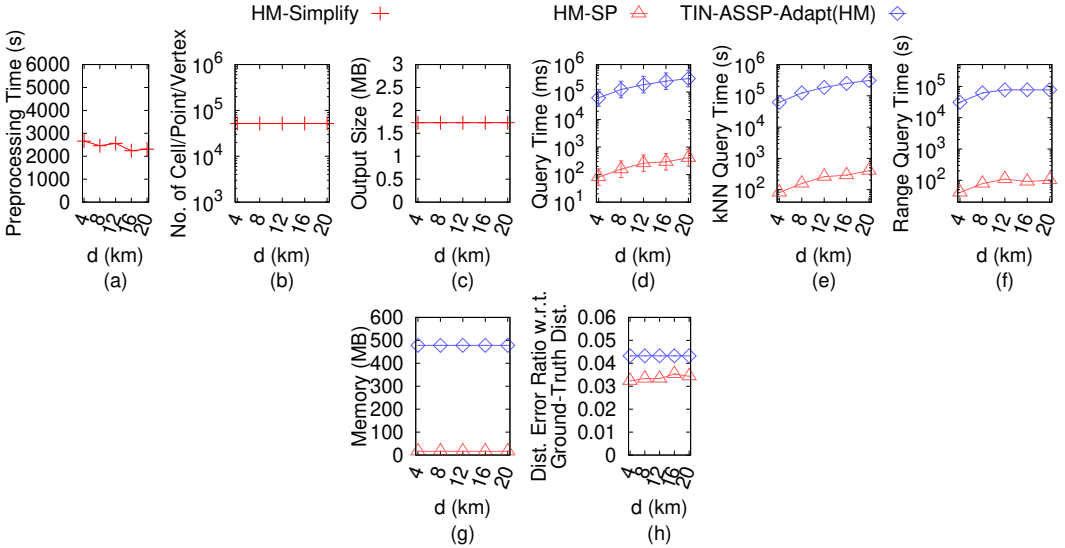 HM-Simplify HM-SP TIN-ASSP-Adapt(HM)
Preprocessing Time (s)
6000
5000
4000
3000
2000
1000
0
4 8 12 16 20
d (km)
(a)
No. of Cell/Point/Vertex
10^6
10^5
10^4
10^3
4 8 12 16 20
d (km)
(b)
Output Size (MB)
3
2.5
2
1.5
1
0.5
0
4 8 12 16 20
d (km)
(c)
Query Time (ms)
10^6
10^5
10^4
10^3
10^2
10^1
4 8 12 16 20
d (km)
(d)
kNN Query Time (s)
10^6
10^5
10^4
10^3
10^2
4 8 12 16 20
d (km)
(e)
Range Query Time (s)
10^5
10^4
10^3
10^2
4 8 12 16 20
d (km)
(f)
Memory (MB)
600
500
400
300
200
100
0
4 8 12 16 20
d (km)
(g)
Dist. Error Ratio w.r.t.
Ground-Truth Dist.
0.06
0.05
0.04
0.03
0.02
0.01
0
4 8 12 16 20
d (km)
(h)